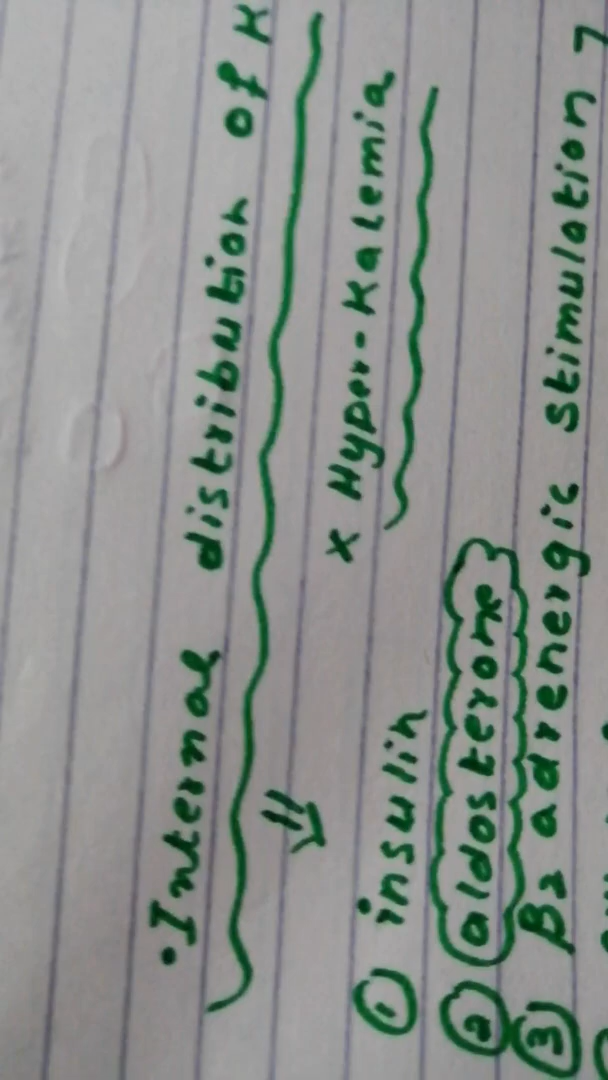 • Internal distribution of K
x Hyper-Kalemia
⇓
① insulin
② aldosterone
③ β2 adrenergic stimulation